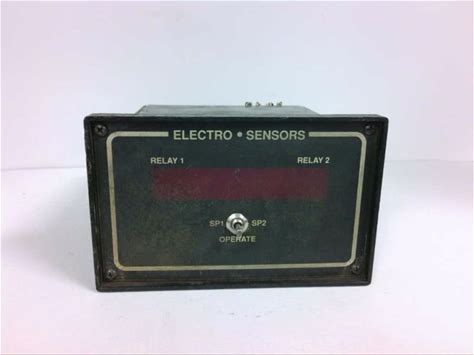 ELECTRO • SENSORS
RELAY 1 RELAY 2
SP1 SP2
OPERATE